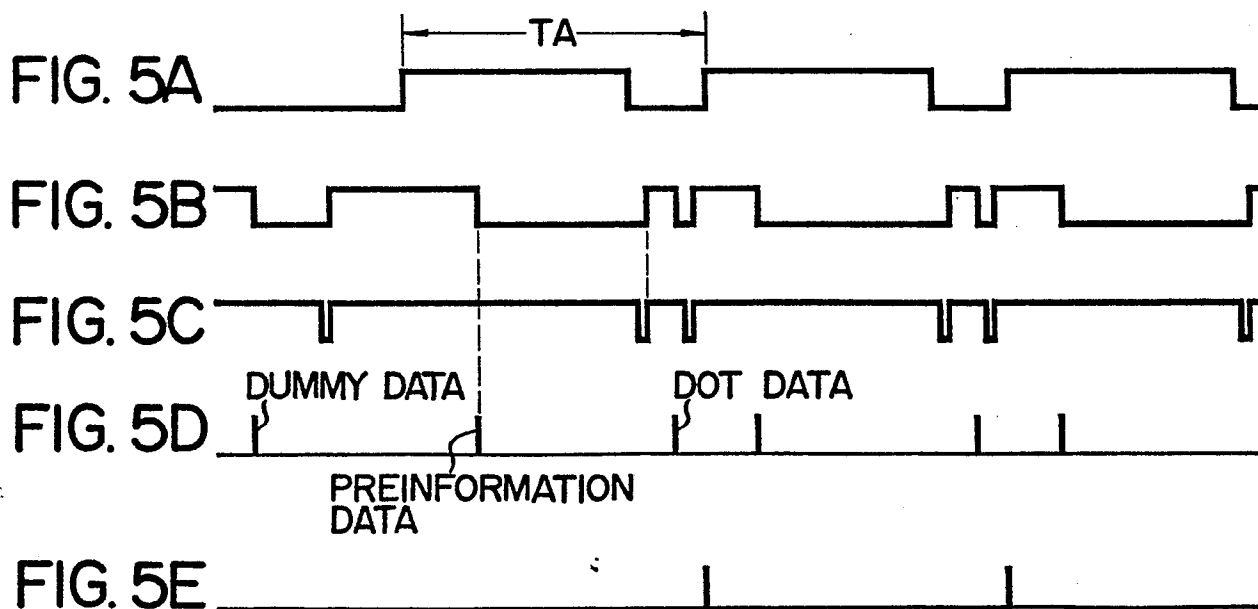 TA
FIG. 5A
FIG. 5B
FIG. 5C
DUMMY DATA
DOT DATA
FIG. 5D
PREINFORMATION
DATA
FIG. 5E